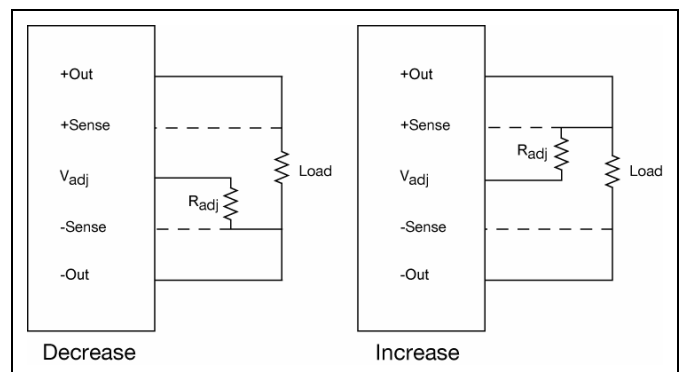 +Out
+Sense
Vadj
-Sense
-Out
Radj
Load
Decrease
+Out
+Sense
Vadj
-Sense
-Out
Radj
Load
Increase